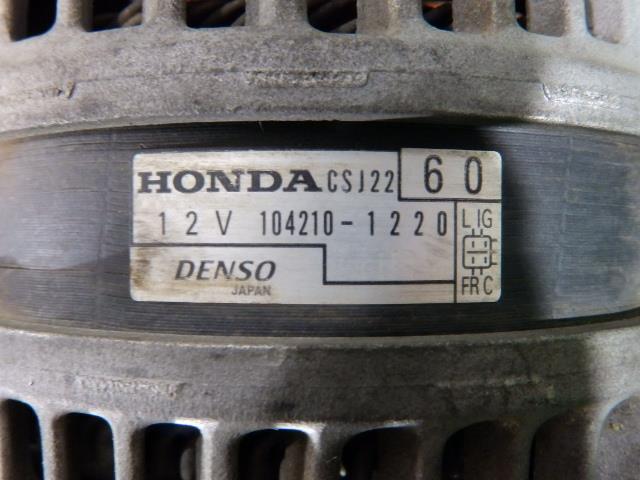 HONDA CSJ22 60
12V 104210-1220
L IG
DENSO
JAPAN
FR C